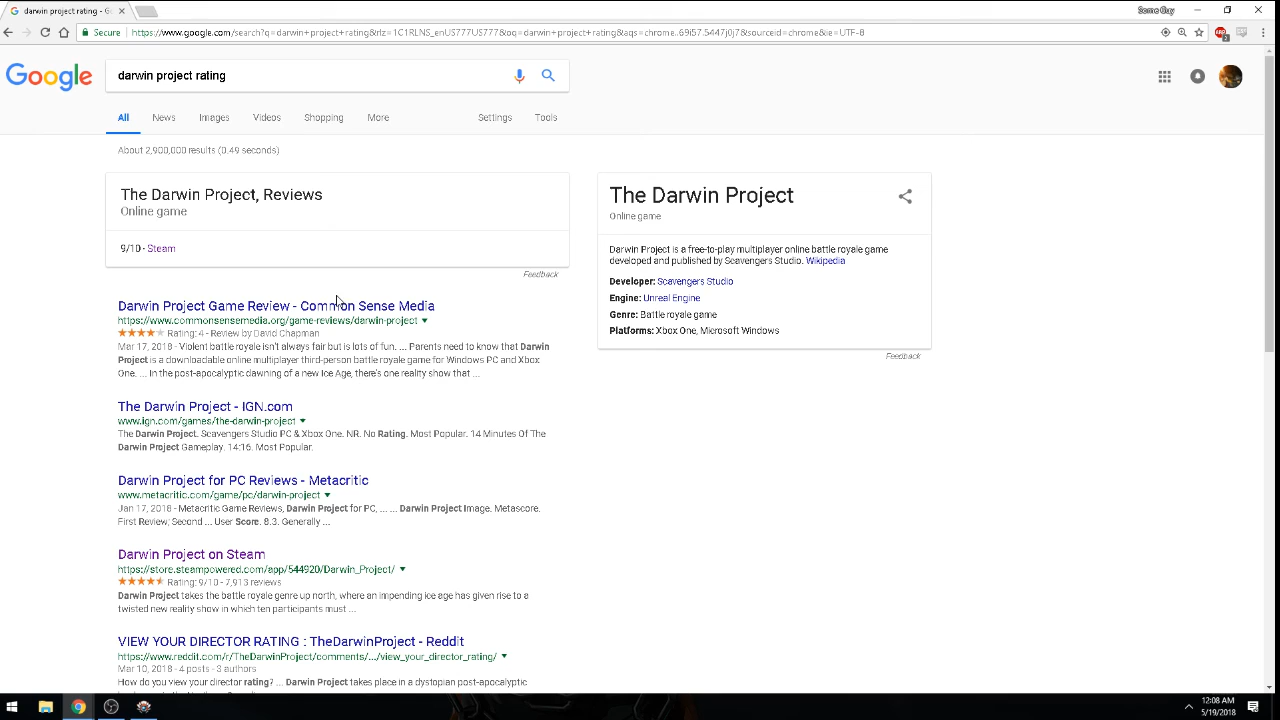 darwin project rating - G
Some Guy
Secure
https://www.google.com/search?q=darwin+project+rating&rlz=1C1RLNS_enUS777US777&oq=darwin+project+rating&aqs=chrome..69i57.5447j0j7&sourceid=chrome&ie=UTF-8
Google
darwin project rating
All News Images Videos Shopping More Settings Tools
About 2,900,000 results (0.49 seconds)
The Darwin Project, Reviews
Online game
9/10 - Steam
Feedback
Darwin Project Game Review - Common Sense Media
https://www.commonsensemedia.org/game-reviews/darwin-project
Rating: 4 - Review by David Chapman
Mar 17, 2018 - Violent battle royale isn't always fair but is lots of fun. ... Parents need to know that Darwin
Project is a downloadable online multiplayer third-person battle royale game for Windows PC and Xbox
One. ... In the post-apocalyptic dawning of a new Ice Age, there's one reality show that ...
The Darwin Project - IGN.com
www.ign.com/games/the-darwin-project
The Darwin Project. Scavengers Studio PC & Xbox One. NR. No Rating. Most Popular. 14 Minutes Of The
Darwin Project Gameplay. 14:16. Most Popular.
Darwin Project for PC Reviews - Metacritic
www.metacritic.com/game/pc/darwin-project
Jan 17, 2018 - Metacritic Game Reviews, Darwin Project for PC, ... ... Darwin Project Image. Metascore.
First Review; Second ... User Score. 8.3. Generally ...
Darwin Project on Steam
https://store.steampowered.com/app/544920/Darwin_Project/
Rating: 9/10 - 7,913 reviews
Darwin Project takes the battle royale genre up north, where an impending ice age has given rise to a
twisted new reality show in which ten participants must ...
VIEW YOUR DIRECTOR RATING : TheDarwinProject - Reddit
https://www.reddit.com/r/TheDarwinProject/comments/.../view_your_director_rating/
Mar 10, 2018 - 4 posts - 3 authors
How do you view your director rating? ... Darwin Project takes place in a dystopian post-apocalyptic
The Darwin Project
Online game
Darwin Project is a free-to-play multiplayer online battle royale game
developed and published by Scavengers Studio. Wikipedia
Developer: Scavengers Studio
Engine: Unreal Engine
Genre: Battle royale game
Platforms: Xbox One, Microsoft Windows
Feedback
12:08 AM
5/19/2018